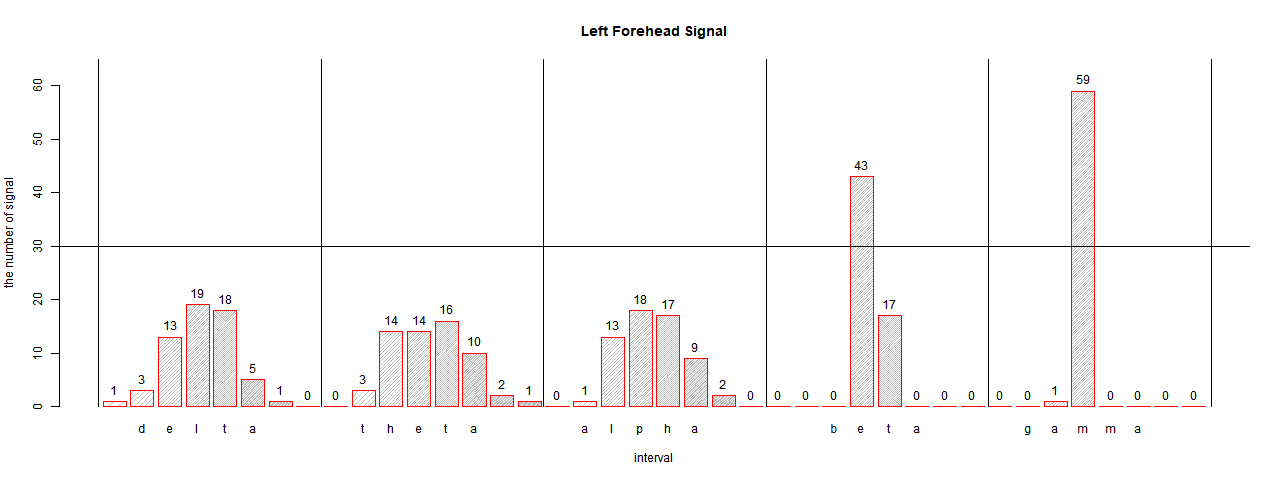 Left Forehead Signal
the number of signal
60
50
40
30
20
10
0
1 3 13 19 18 5 1 0 0 3 14 14 16 10 2 1 0 1 13 18 17 9 2 0 0 0 0 43 17 0 0 0 0 0 1 59 0 0 0 0
d e l t a t h e t a a l p h a b e t a g a m m a
interval